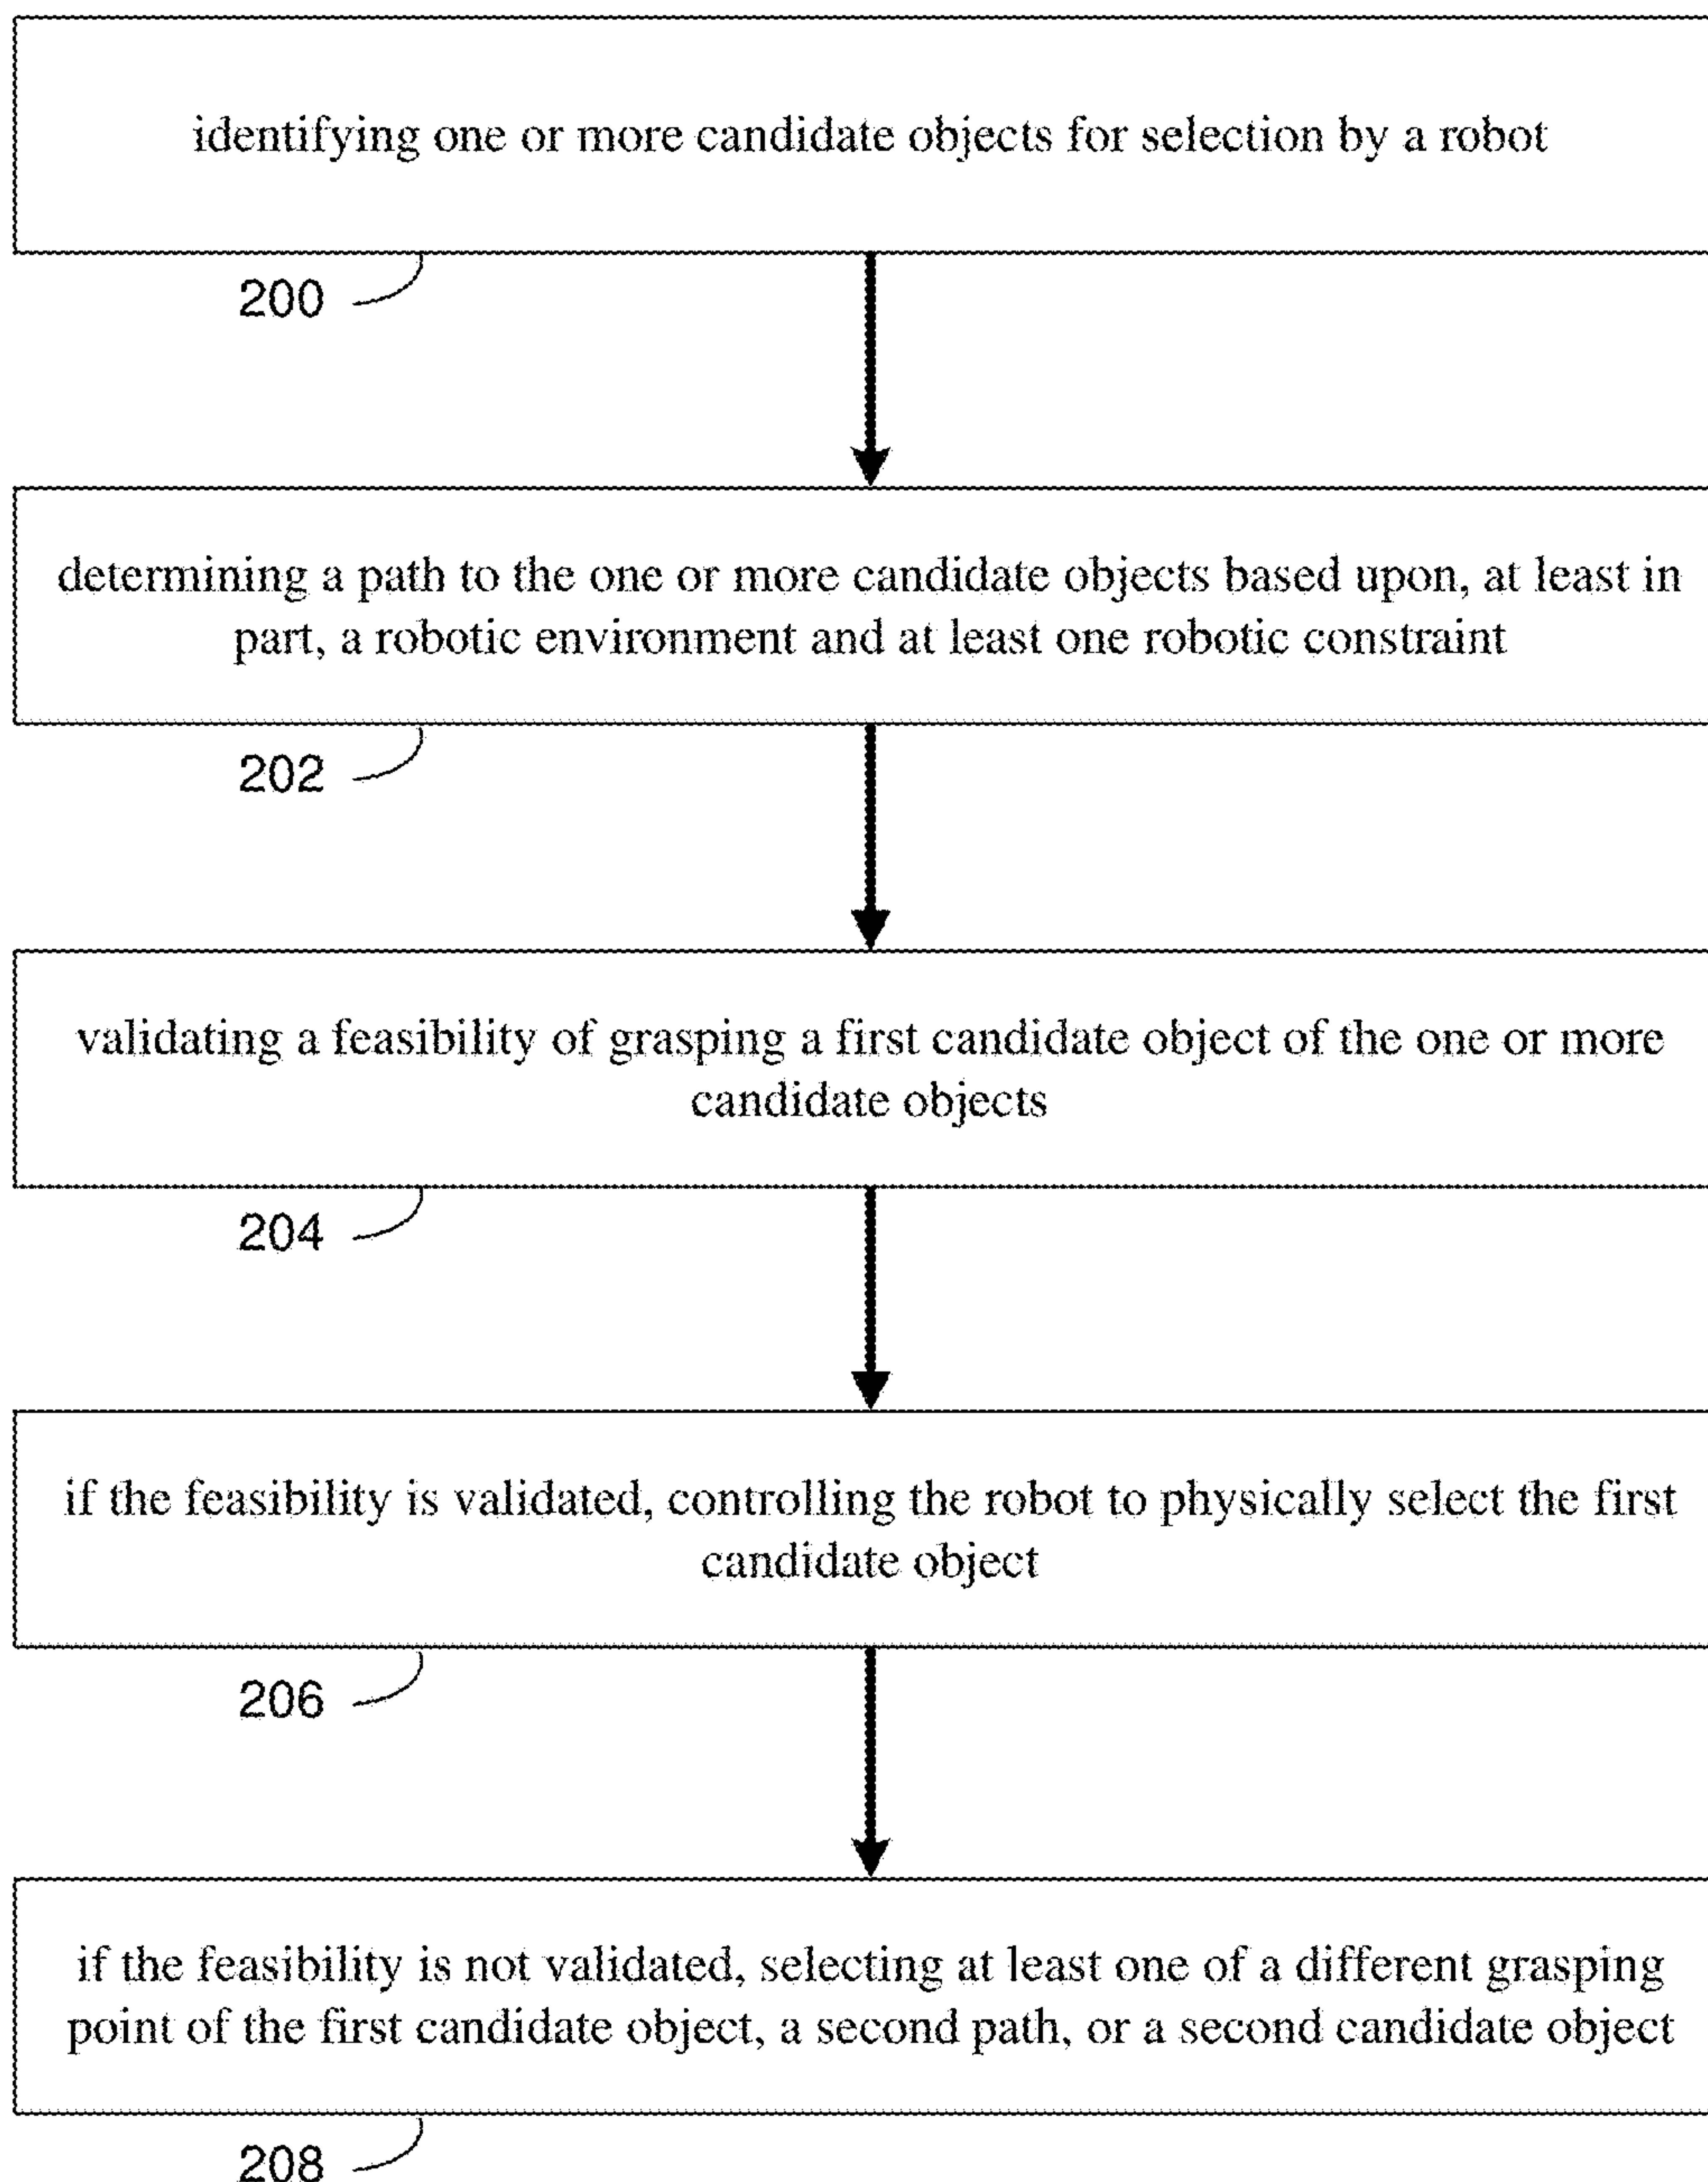 identifying one or more candidate objects for selection by a robot
200
determining a path to the one or more candidate objects based upon, at least in
part, a robotic environment and at least one robotic constraint
202
validating a feasibility of grasping a first candidate object of the one or more
candidate objects
204
if the feasibility is validated, controlling the robot to physically select the first
candidate object
206
if the feasibility is not validated, selecting at least one of a different grasping
point of the first candidate object, a second path, or a second candidate object
208